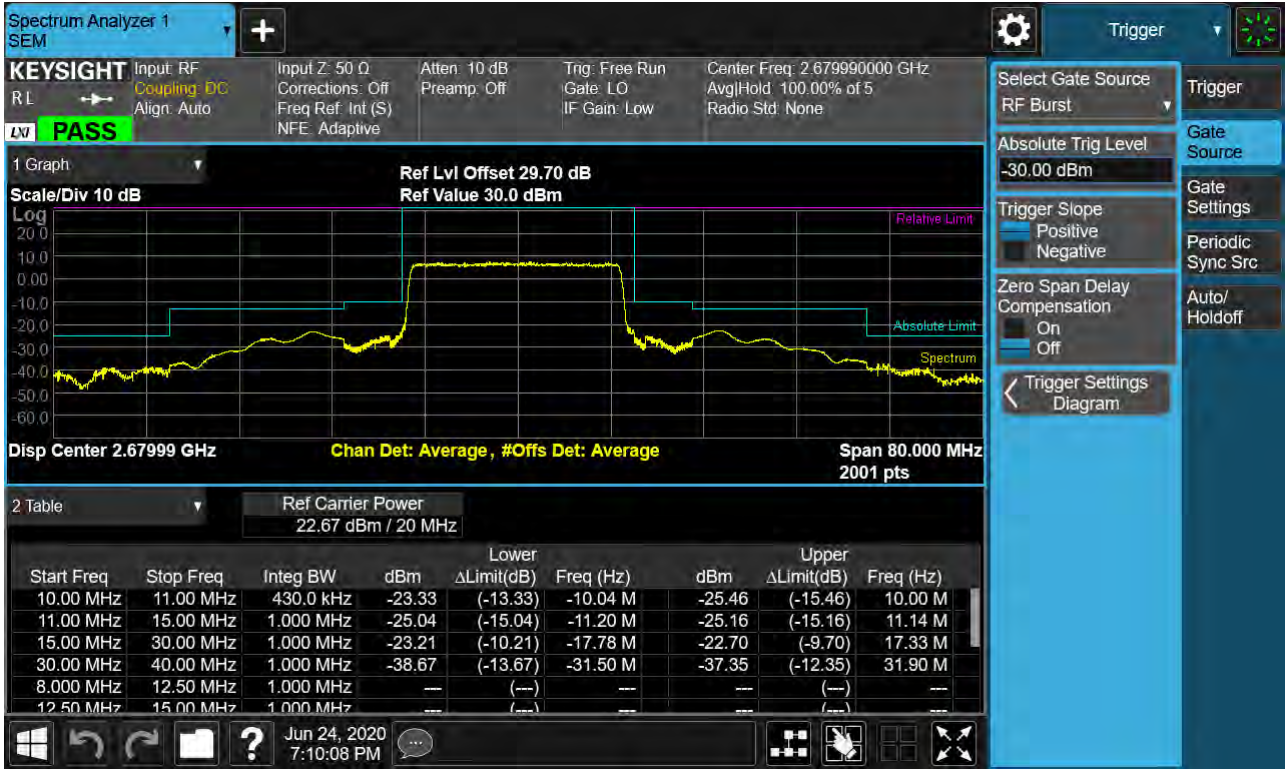 Spectrum Analyzer 1
SEM
Trigger
KEYSIGHT
R L
LXI
PASS
Input: RF
Coupling: DC
Align: Auto
Input Z: 50 Ω
Corrections: Off
Freq Ref: Int (S)
NFE: Adaptive
Atten: 10 dB
Preamp: Off
Trig: Free Run
Gate: LO
IF Gain: Low
Center Freq: 2.679990000 GHz
Avg|Hold: 100.00% of 5
Radio Std: None
1 Graph
Scale/Div 10 dB
Ref Lvl Offset 29.70 dB
Ref Value 30.0 dBm
Log
20.0
10.0
0.00
-10.0
-20.0
-30.0
-40.0
-50.0
-60.0
Relative Limit
Absolute Limit
Spectrum
Disp Center 2.67999 GHz
Chan Det: Average, #Offs Det: Average
Span 80.000 MHz
2001 pts
2 Table
Ref Carrier Power
22.67 dBm / 20 MHz
Lower Upper
Start Freq Stop Freq Integ BW dBm ΔLimit(dB) Freq (Hz) dBm ΔLimit(dB) Freq (Hz)
10.00 MHz 11.00 MHz 430.0 kHz -23.33 (-13.33) -10.04 M -25.46 (-15.46) 10.00 M
11.00 MHz 15.00 MHz 1.000 MHz -25.04 (-15.04) -11.20 M -25.16 (-15.16) 11.14 M
15.00 MHz 30.00 MHz 1.000 MHz -23.21 (-10.21) -17.78 M -22.70 (-9.70) 17.33 M
30.00 MHz 40.00 MHz 1.000 MHz -38.67 (-13.67) -31.50 M -37.35 (-12.35) 31.90 M
8.000 MHz 12.50 MHz 1.000 MHz --- (---) --- --- (---) ---
12.50 MHz 15.00 MHz 1.000 MHz --- (---) --- --- (---) ---
Jun 24, 2020
7:10:08 PM
Select Gate Source
RF Burst
Absolute Trig Level
-30.00 dBm
Trigger Slope
Positive
Negative
Zero Span Delay
Compensation
On
Off
Trigger Settings
Diagram
Trigger
Gate
Source
Gate
Settings
Periodic
Sync Src
Auto/
Holdoff